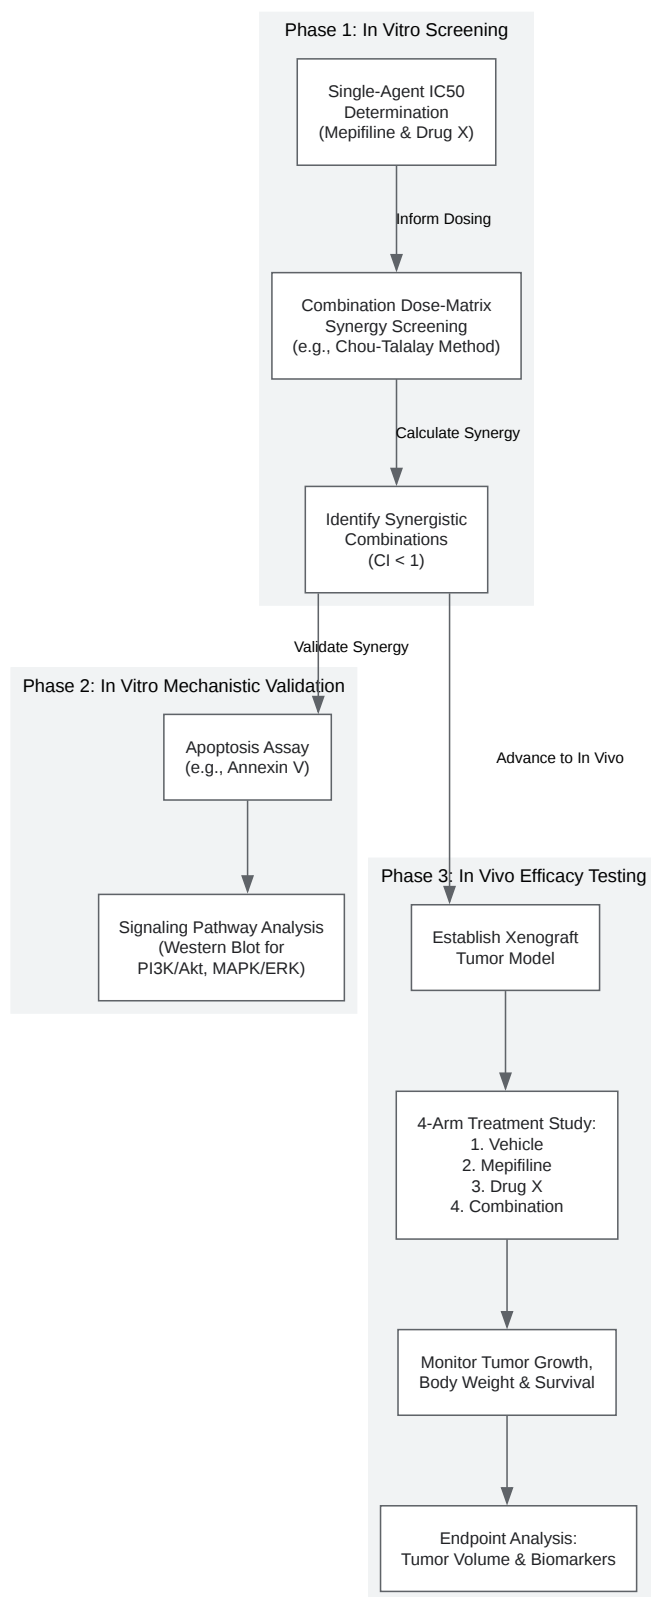 Phase 1: In Vitro Screening
Single-Agent IC50
Determination
(Mepifiline & Drug X)
Inform Dosing
Combination Dose-Matrix
Synergy Screening
(e.g., Chou-Talalay Method)
Calculate Synergy
Identify Synergistic
Combinations
(CI < 1)
Validate Synergy
Phase 2: In Vitro Mechanistic Validation
Apoptosis Assay
(e.g., Annexin V)
Signaling Pathway Analysis
(Western Blot for
PI3K/Akt, MAPK/ERK)
Advance to In Vivo
Phase 3: In Vivo Efficacy Testing
Establish Xenograft
Tumor Model
4-Arm Treatment Study:
1. Vehicle
2. Mepifiline
3. Drug X
4. Combination
Monitor Tumor Growth,
Body Weight & Survival
Endpoint Analysis:
Tumor Volume & Biomarkers